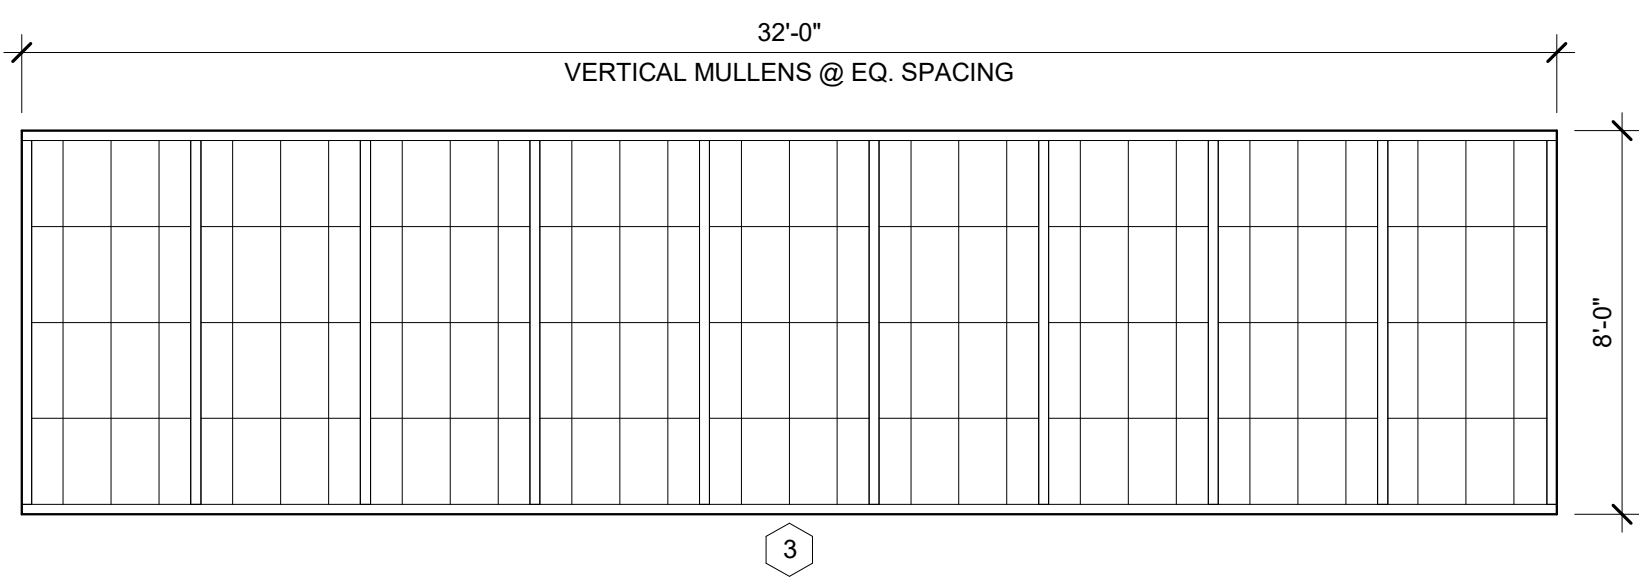 32'-0"
VERTICAL MULLENS @ EQ. SPACING
8'-0"
3